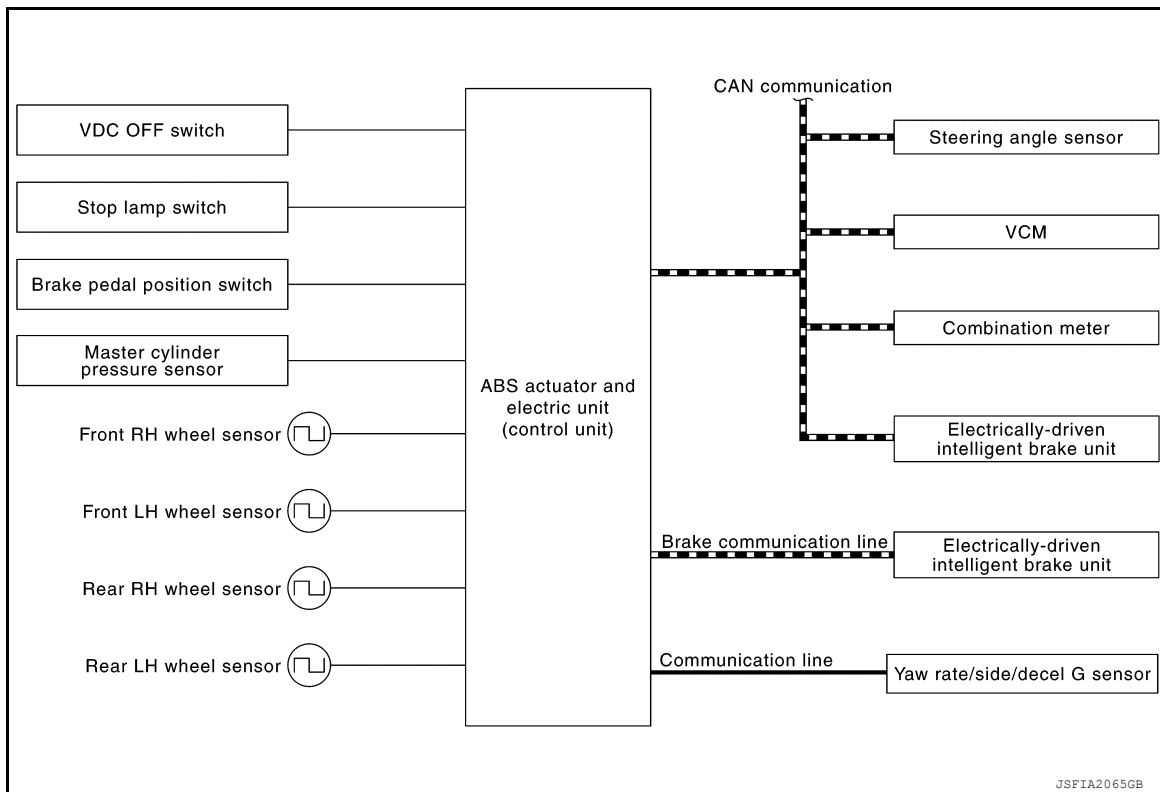 VDC OFF switch
Stop lamp switch
Brake pedal position switch
Master cylinder
pressure sensor
Front RH wheel sensor
Front LH wheel sensor
Rear RH wheel sensor
Rear LH wheel sensor
ABS actuator and
electric unit
(control unit)
CAN communication
Steering angle sensor
VCM
Combination meter
Electrically-driven
intelligent brake unit
Brake communication line
Electrically-driven
intelligent brake unit
Communication line
Yaw rate/side/decel G sensor
JSFIA2065GB